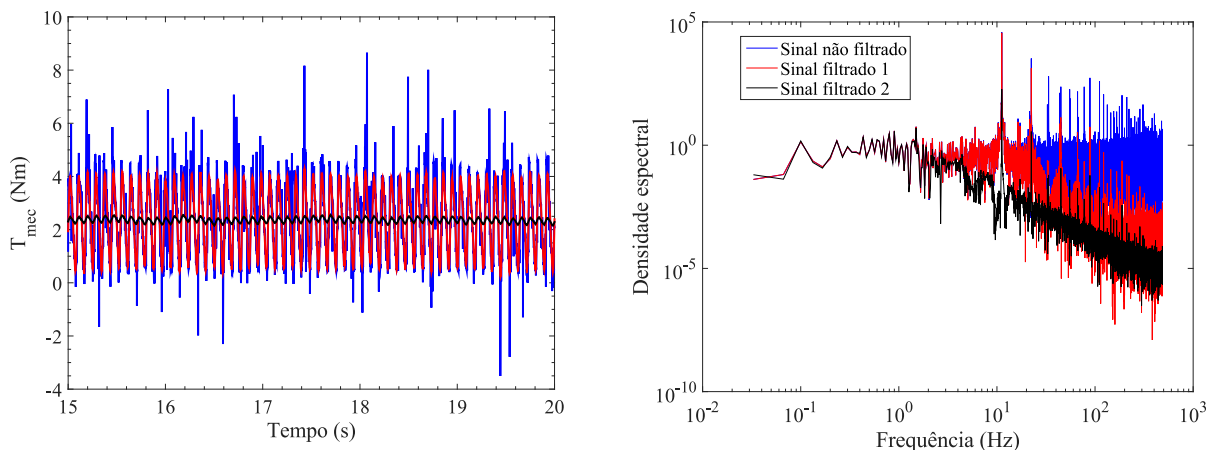 10
8
6
4
2
0
-2
-4
T_mec (Nm)
15 16 17 18 19 20
Tempo (s)
10^5
10^0
10^-5
10^-10
Densidade espectral
Sinal não filtrado
Sinal filtrado 1
Sinal filtrado 2
10^-2 10^-1 10^0 10^1 10^2 10^3
Frequência (Hz)